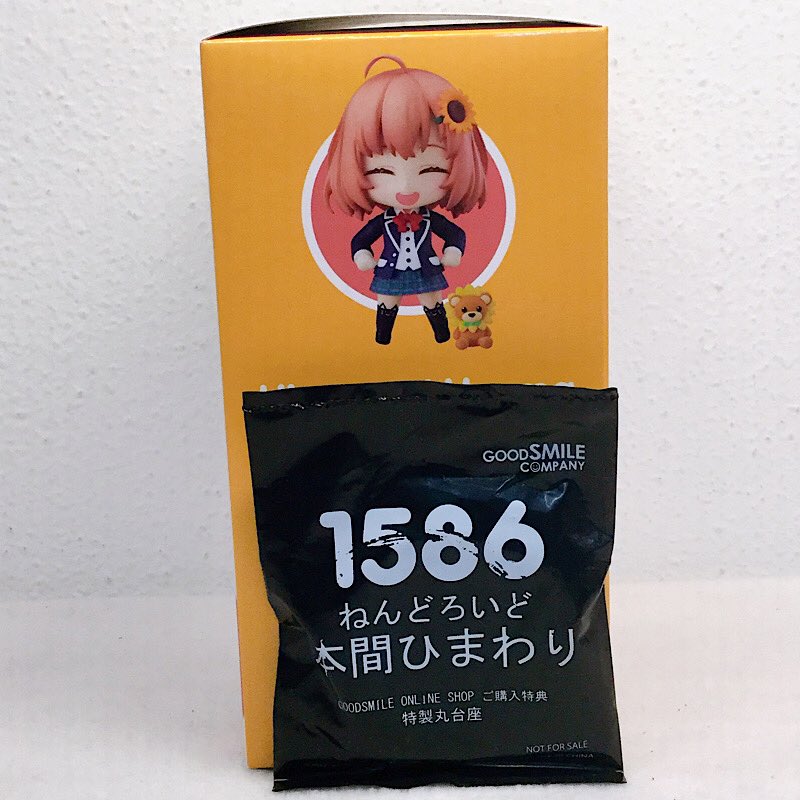 GOODSMILE
COMPANY
1586
ねんどろいど
本間ひまわり
GOODSMILE ONLINE SHOP ご購入特典
特製丸台座
NOT FOR SALE